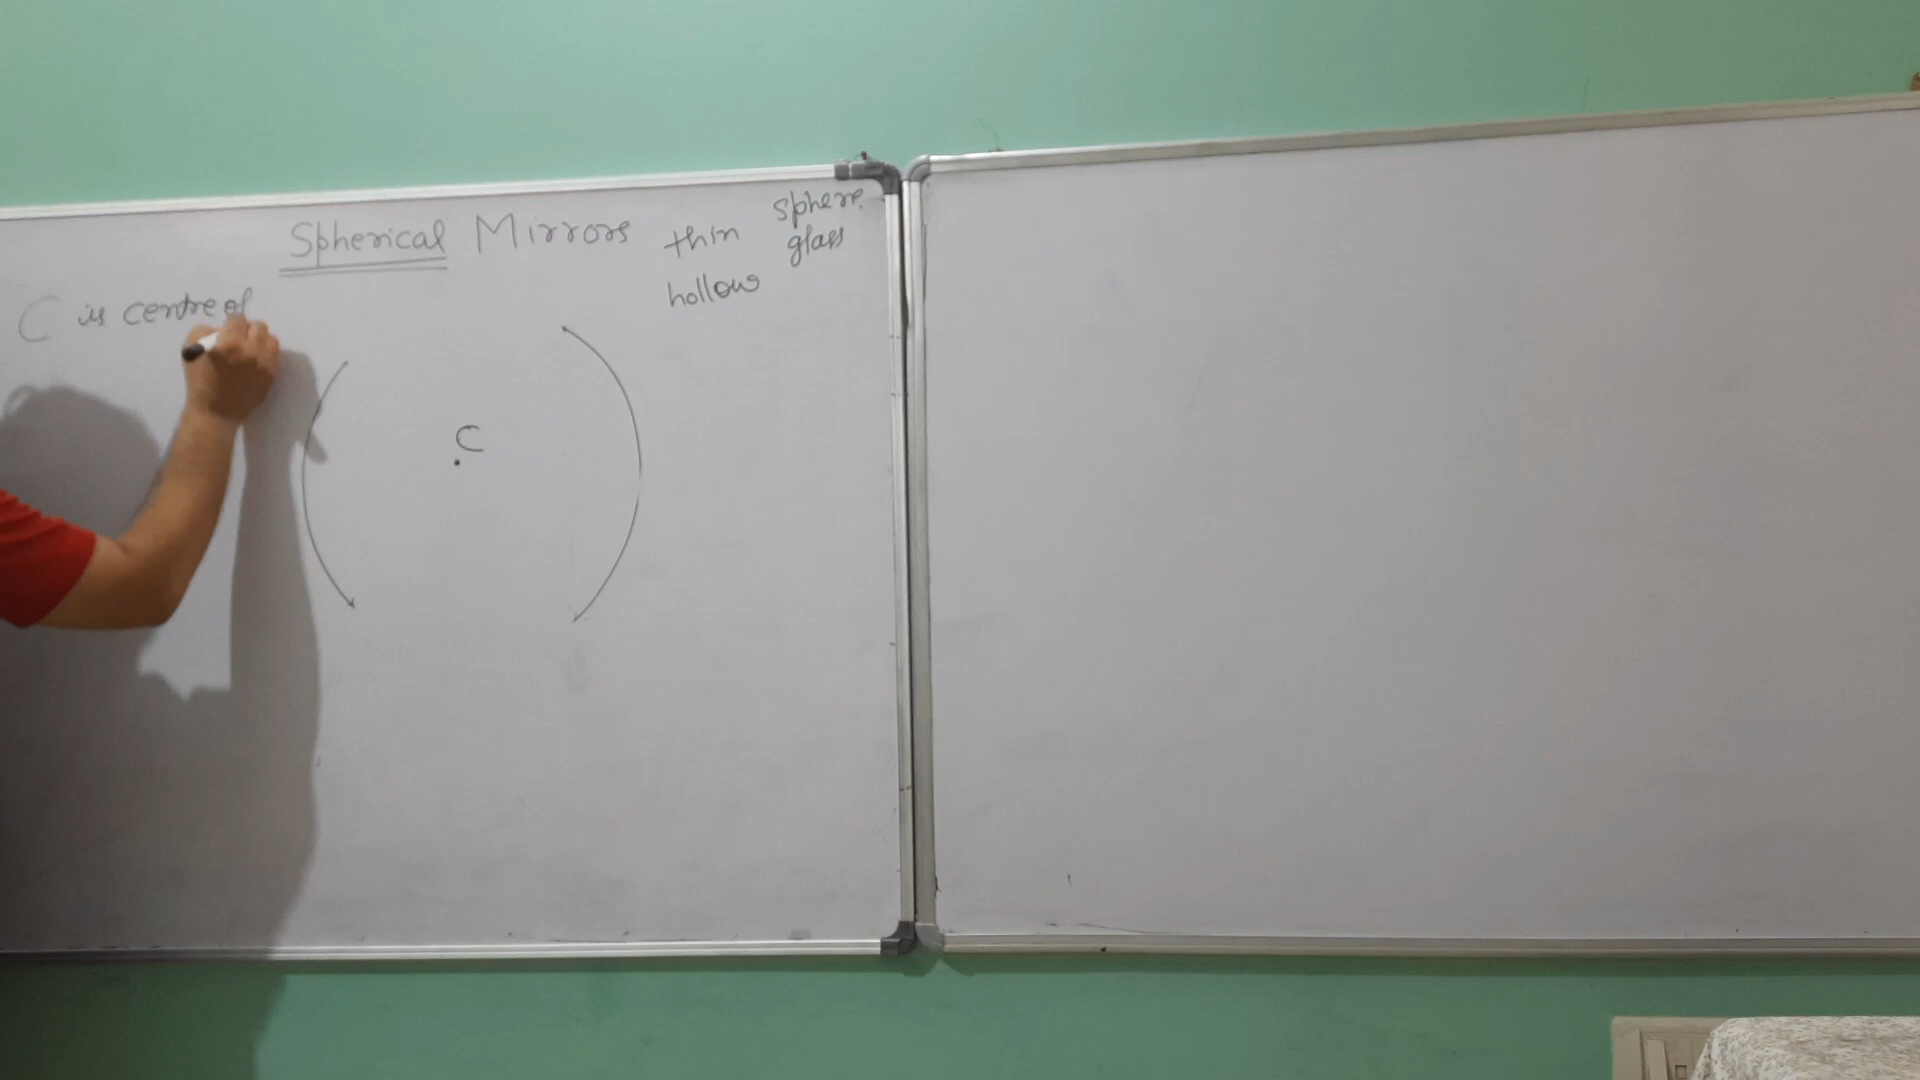 Spherical Mirrors
thin sphere
glass
hollow
C is centre of
C